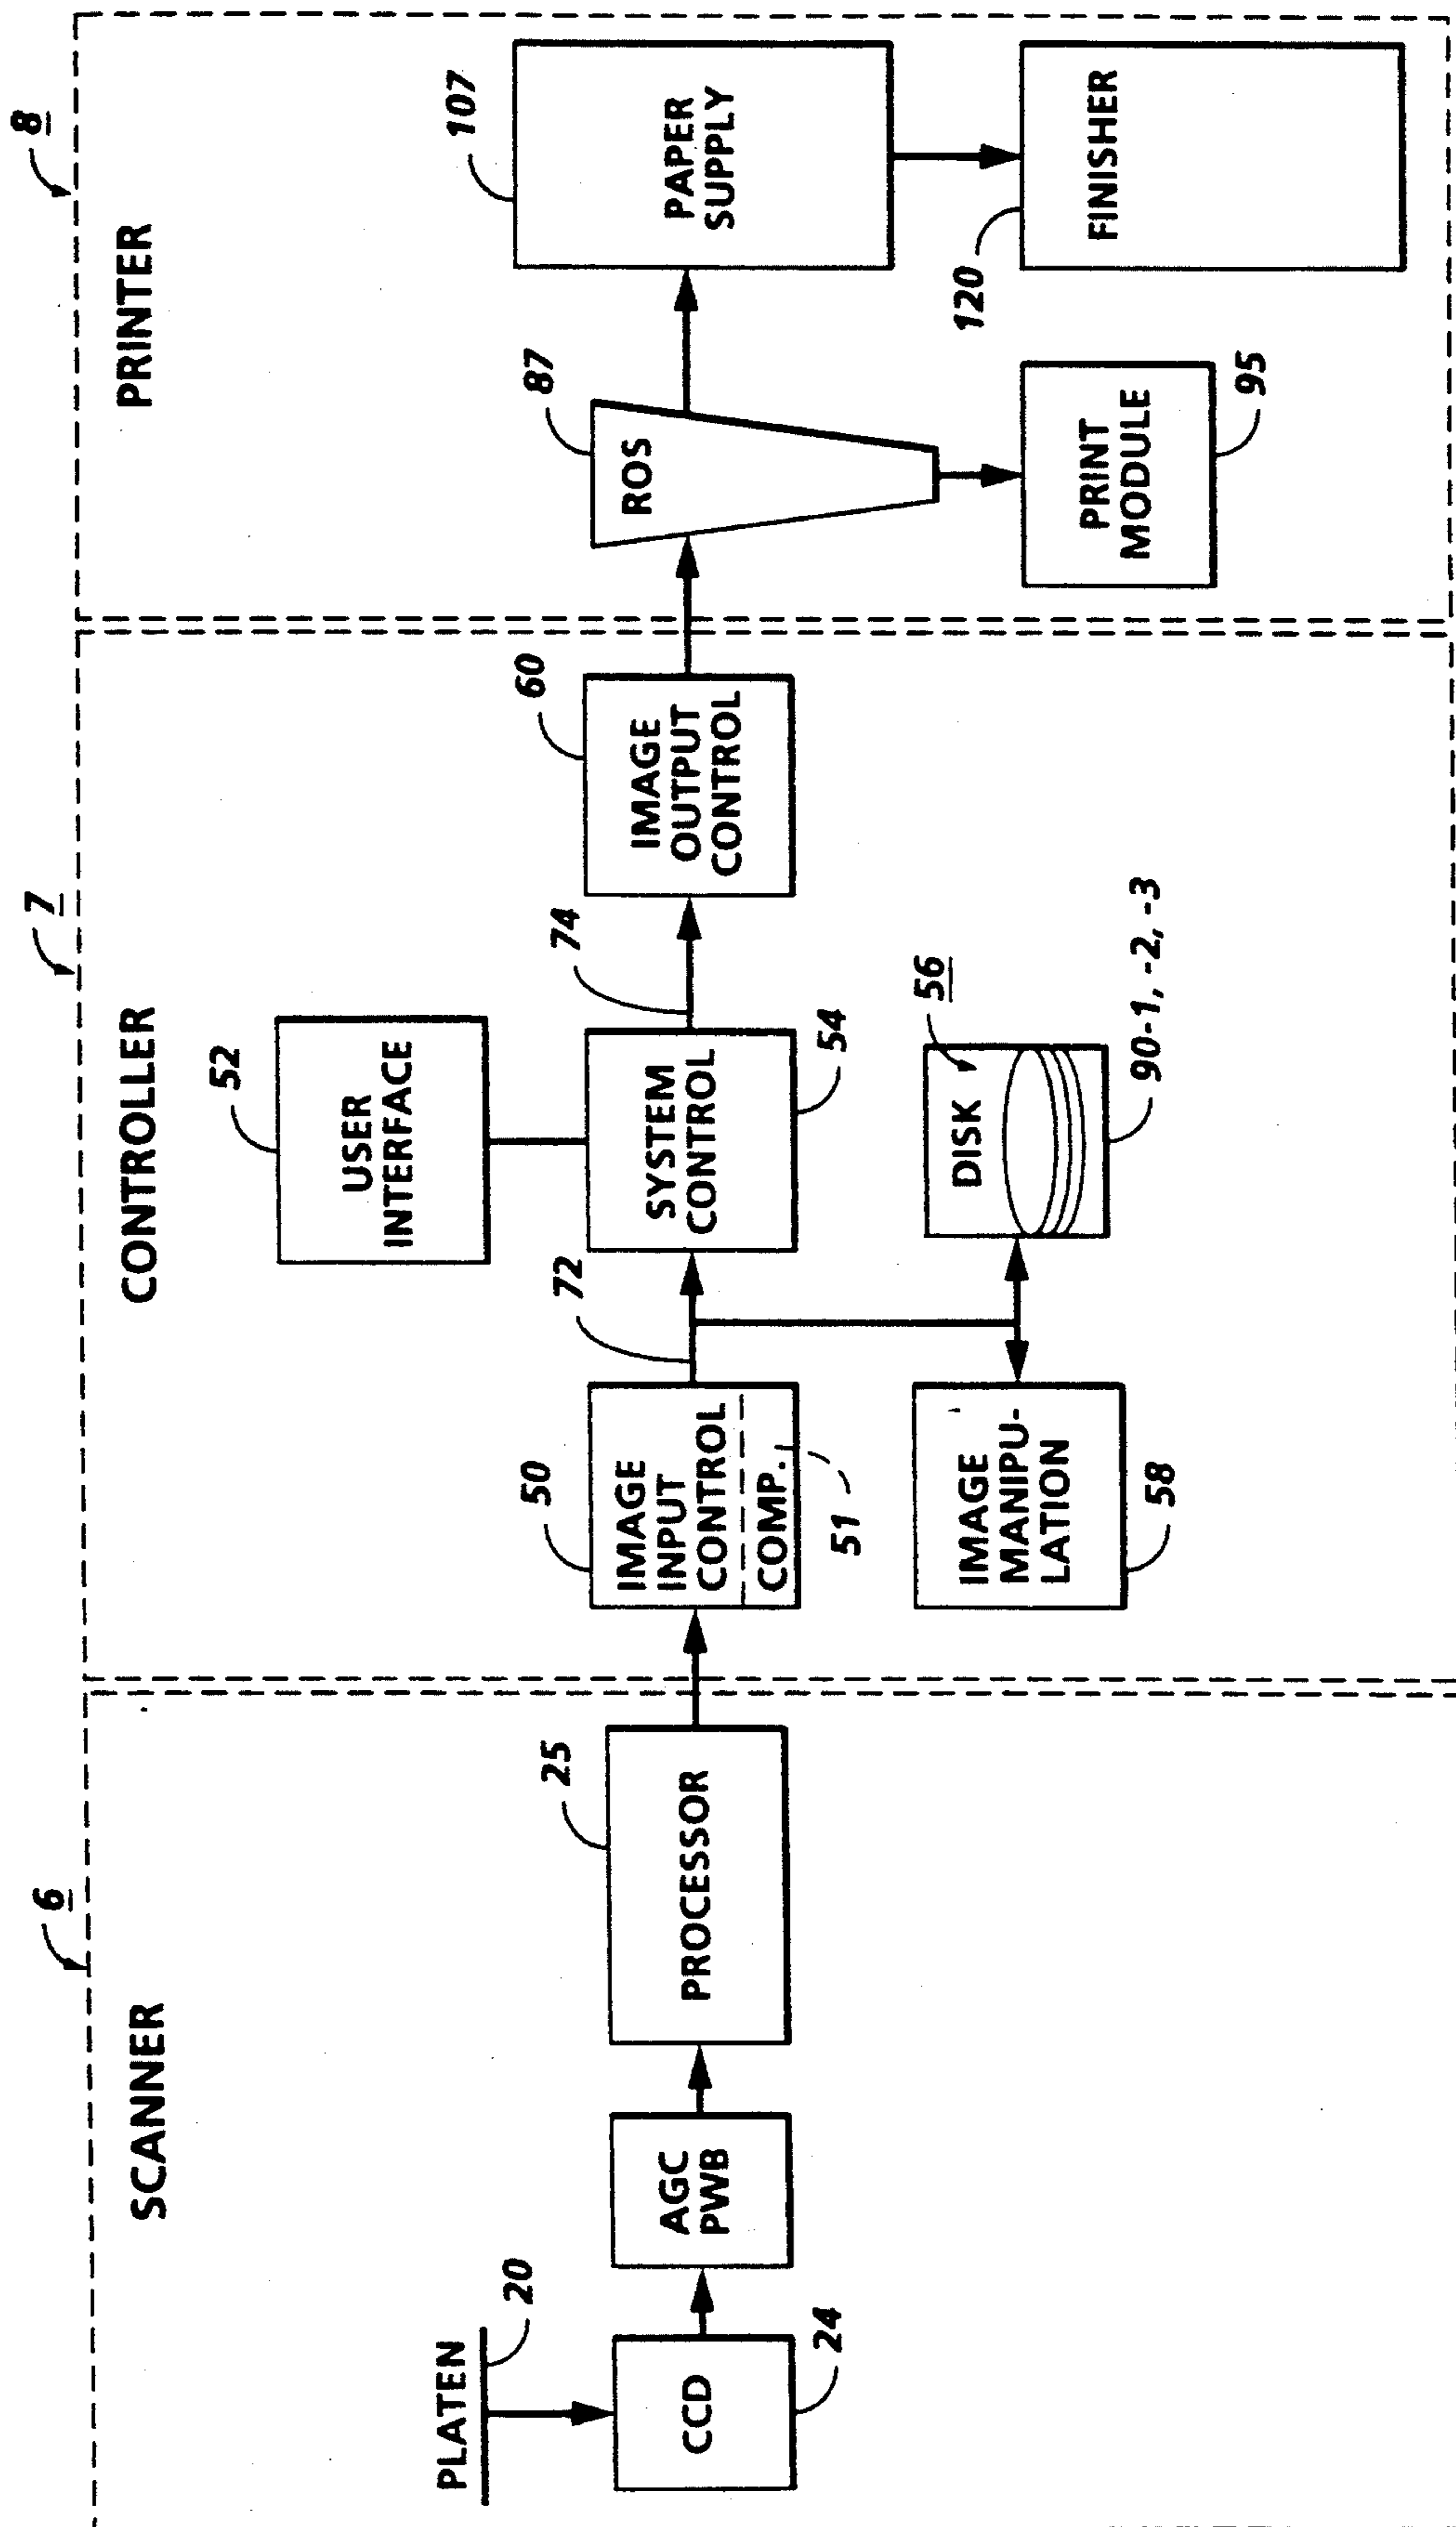 6
SCANNER
PLATEN
20
CCD
24
AGC
PWB
PROCESSOR
25
7
CONTROLLER
USER
INTERFACE
52
IMAGE
INPUT
CONTROL
COMP.
50
51
72
SYSTEM
CONTROL
54
74
IMAGE
OUTPUT
CONTROL
60
IMAGE
MANIPU-
LATION
58
DISK
56
90-1, -2, -3
8
PRINTER
ROS
87
PRINT
MODULE
95
PAPER
SUPPLY
107
FINISHER
120